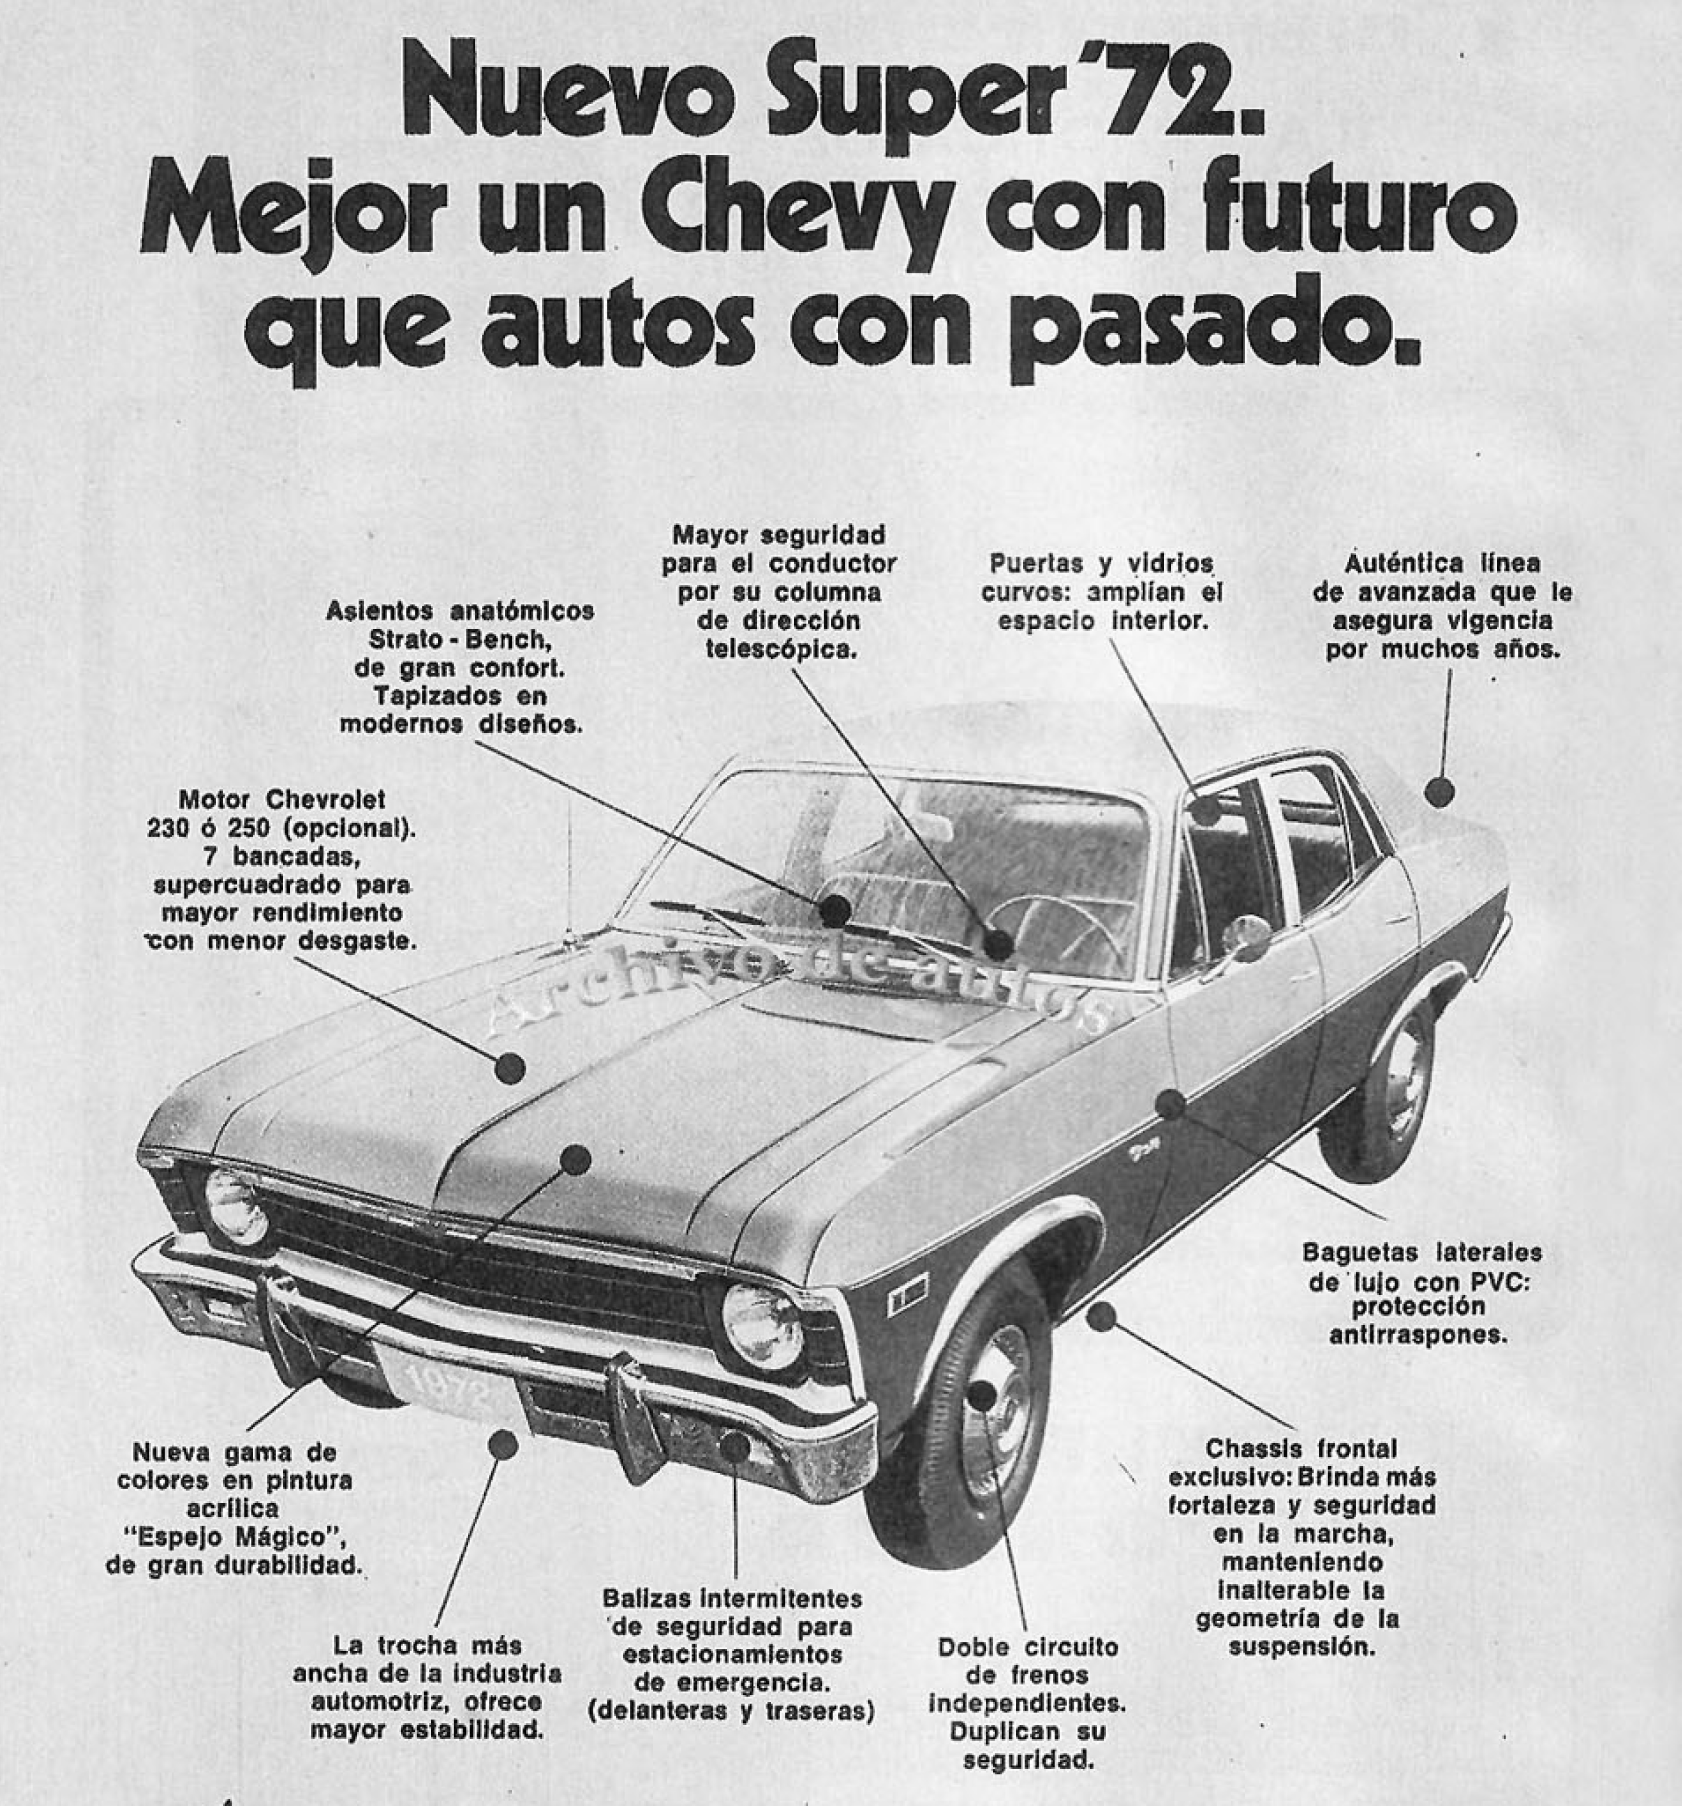 Nuevo Super '72.
Mejor un Chevy con futuro
que autos con pasado.
Mayor seguridad
para el conductor
por su columna
de dirección
telescópica.
Puertas y vidrios
curvos: amplían el
espacio interior.
Auténtica línea
de avanzada que le
asegura vigencia
por muchos años.
Asientos anatómicos
Strato - Bench,
de gran confort.
Tapizados en
modernos diseños.
Motor Chevrolet
230 ó 250 (opcional).
7 bancadas,
supercuadrado para
mayor rendimiento
con menor desgaste.
Archivo de autos
Baguetas laterales
de lujo con PVC:
protección
antirraspones.
1972
Nueva gama de
colores en pintura
acrílica
"Espejo Mágico",
de gran durabilidad.
Chassis frontal
exclusivo: Brinda más
fortaleza y seguridad
en la marcha,
manteniendo
inalterable la
geometría de la
suspensión.
La trocha más
ancha de la industria
automotriz, ofrece
mayor estabilidad.
Balizas intermitentes
de seguridad para
estacionamientos
de emergencia.
(delanteras y traseras)
Doble circuito
de frenos
independientes.
Duplican su
seguridad.